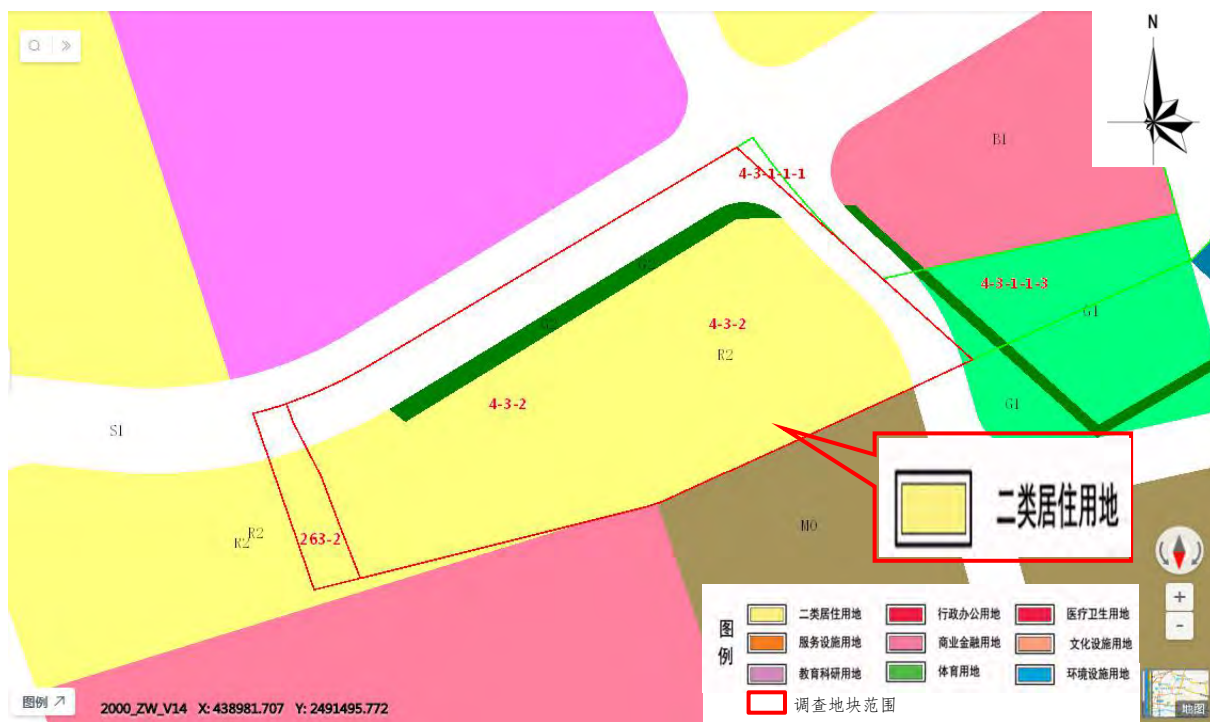 N
B1
4-3-1-1-1
4-3-1-1-3
G1
G2
G2
4-3-2
R2
4-3-2
G1
S1
二类居住用地
R2
R2
263-2
M0
图例
二类居住用地
行政办公用地
医疗卫生用地
服务设施用地
商业金融用地
文化设施用地
教育科研用地
体育用地
环境设施用地
调查地块范围
+
-
图例
2000_ZW_V14 X: 438981.707 Y: 2491495.772
地图